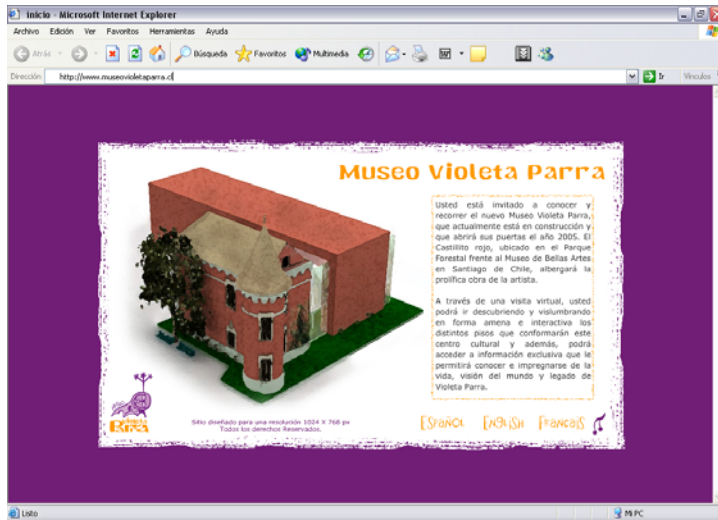 inicio - Microsoft Internet Explorer
Archivo Edición Ver Favoritos Herramientas Ayuda
Atrás Búsqueda Favoritos Multimedia
Dirección http://www.museovioletaparra.cl Ir Vínculos
Museo Violeta Parra
Usted está invitado a conocer y
recorrer el nuevo Museo Violeta Parra,
que actualmente está en construcción y
que abrirá sus puertas el año 2005. El
Castillito rojo, ubicado en el Parque
Forestal frente al Museo de Bellas Artes
en Santiago de Chile, albergará la
prolífica obra de la artista.
A través de una visita virtual, usted
podrá ir descubriendo y vislumbrando
en forma amena e interactiva los
distintos pisos que conformarán este
centro cultural y además, podrá
acceder a información exclusiva que le
permitirá conocer e impregnarse de la
vida, visión del mundo y legado de
Violeta Parra.
Sitio diseñado para una resolución 1024 X 768 px
Todos los derechos Reservados.
Español English Francais
Listo Mi PC